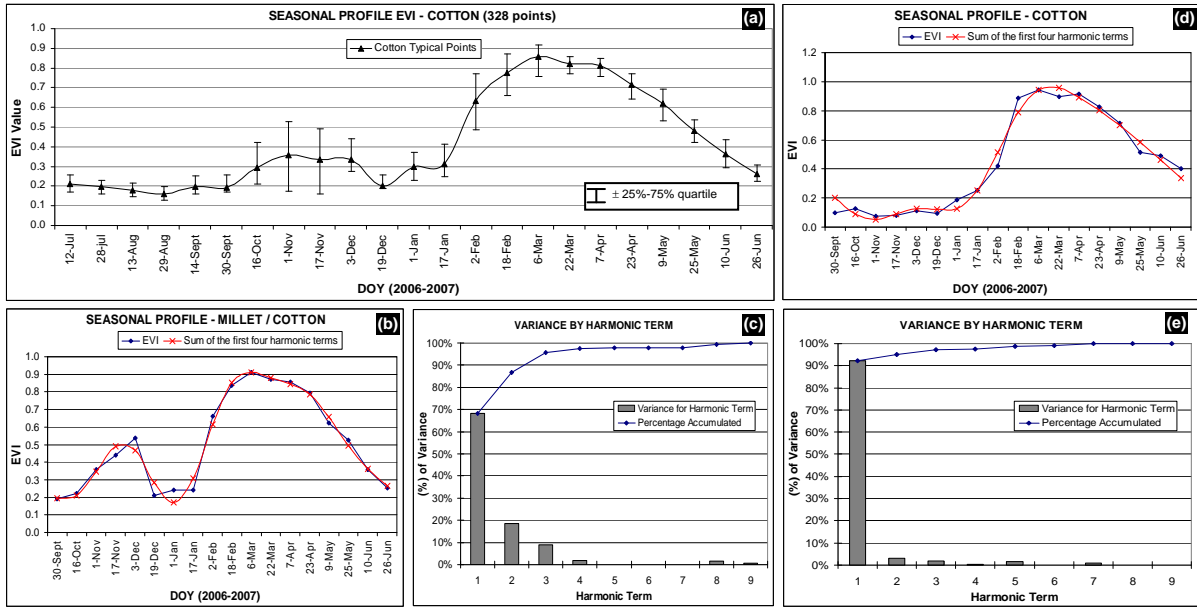 SEASONAL PROFILE EVI - COTTON (328 points)
(a)
Cotton Typical Points
EVI Value
1.0
0.9
0.8
0.7
0.6
0.5
0.4
0.3
0.2
0.1
0.0
± 25%-75% quartile
12-Jul
28-jul
13-Aug
29-Aug
14-Sept
30-Sept
16-Oct
1-Nov
17-Nov
3-Dec
19-Dec
1-Jan
17-Jan
2-Feb
18-Feb
6-Mar
22-Mar
7-Apr
23-Apr
9-May
25-May
10-Jun
26-Jun
DOY (2006-2007)
SEASONAL PROFILE - COTTON
(d)
EVI
Sum of the first four harmonic terms
EVI
1.2
1.0
0.8
0.6
0.4
0.2
0.0
30-Sept
16-Oct
1-Nov
17-Nov
3-Dec
19-Dec
1-Jan
17-Jan
2-Feb
18-Feb
6-Mar
22-Mar
7-Apr
23-Apr
9-May
25-May
10-Jun
26-Jun
DOY (2006-2007)
SEASONAL PROFILE - MILLET / COTTON
(b)
EVI
Sum of the first four harmonic terms
EVI
1.0
0.9
0.8
0.7
0.6
0.5
0.4
0.3
0.2
0.1
0.0
30-Sept
16-Oct
1-Nov
17-Nov
3-Dec
19-Dec
1-Jan
17-Jan
2-Feb
18-Feb
6-Mar
22-Mar
7-Apr
23-Apr
9-May
25-May
10-Jun
26-Jun
DOY (2006-2007)
VARIANCE BY HARMONIC TERM
(c)
(%) of Variance
100%
90%
80%
70%
60%
50%
40%
30%
20%
10%
0%
Variance for Harmonic Term
Percentage Accumulated
1 2 3 4 5 6 7 8 9
Harmonic Term
VARIANCE BY HARMONIC TERM
(e)
(%) of Variance
100%
90%
80%
70%
60%
50%
40%
30%
20%
10%
0%
Variance for Harmonic Term
Percentage Accumulated
1 2 3 4 5 6 7 8 9
Harmonic Term